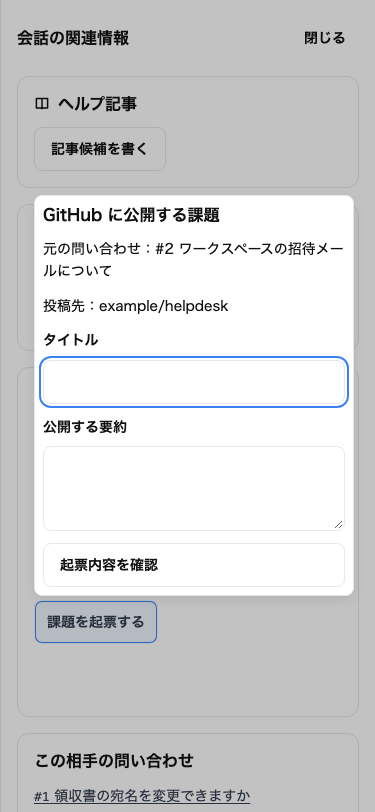 会話の関連情報
閉じる
ヘルプ記事
記事候補を書く
GitHub に公開する課題
元の問い合わせ：#2 ワークスペースの招待メー
ルについて
投稿先：example/helpdesk
タイトル
公開する要約
起票内容を確認
課題を起票する
この相手の問い合わせ
#1 領収書の宛名を変更できますか